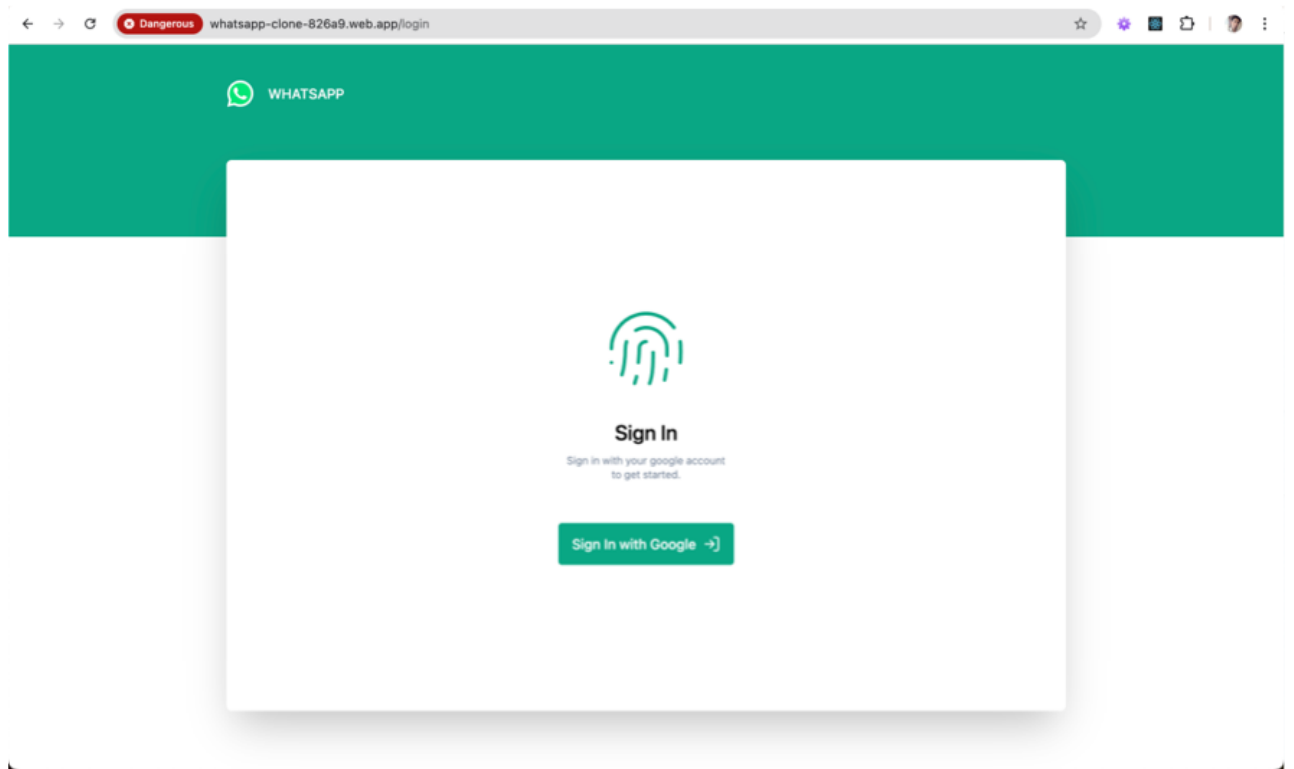 Dangerous whatsapp-clone-826a9.web.app/login
WHATSAPP
Sign In
Sign in with your google account
to get started.
Sign In with Google